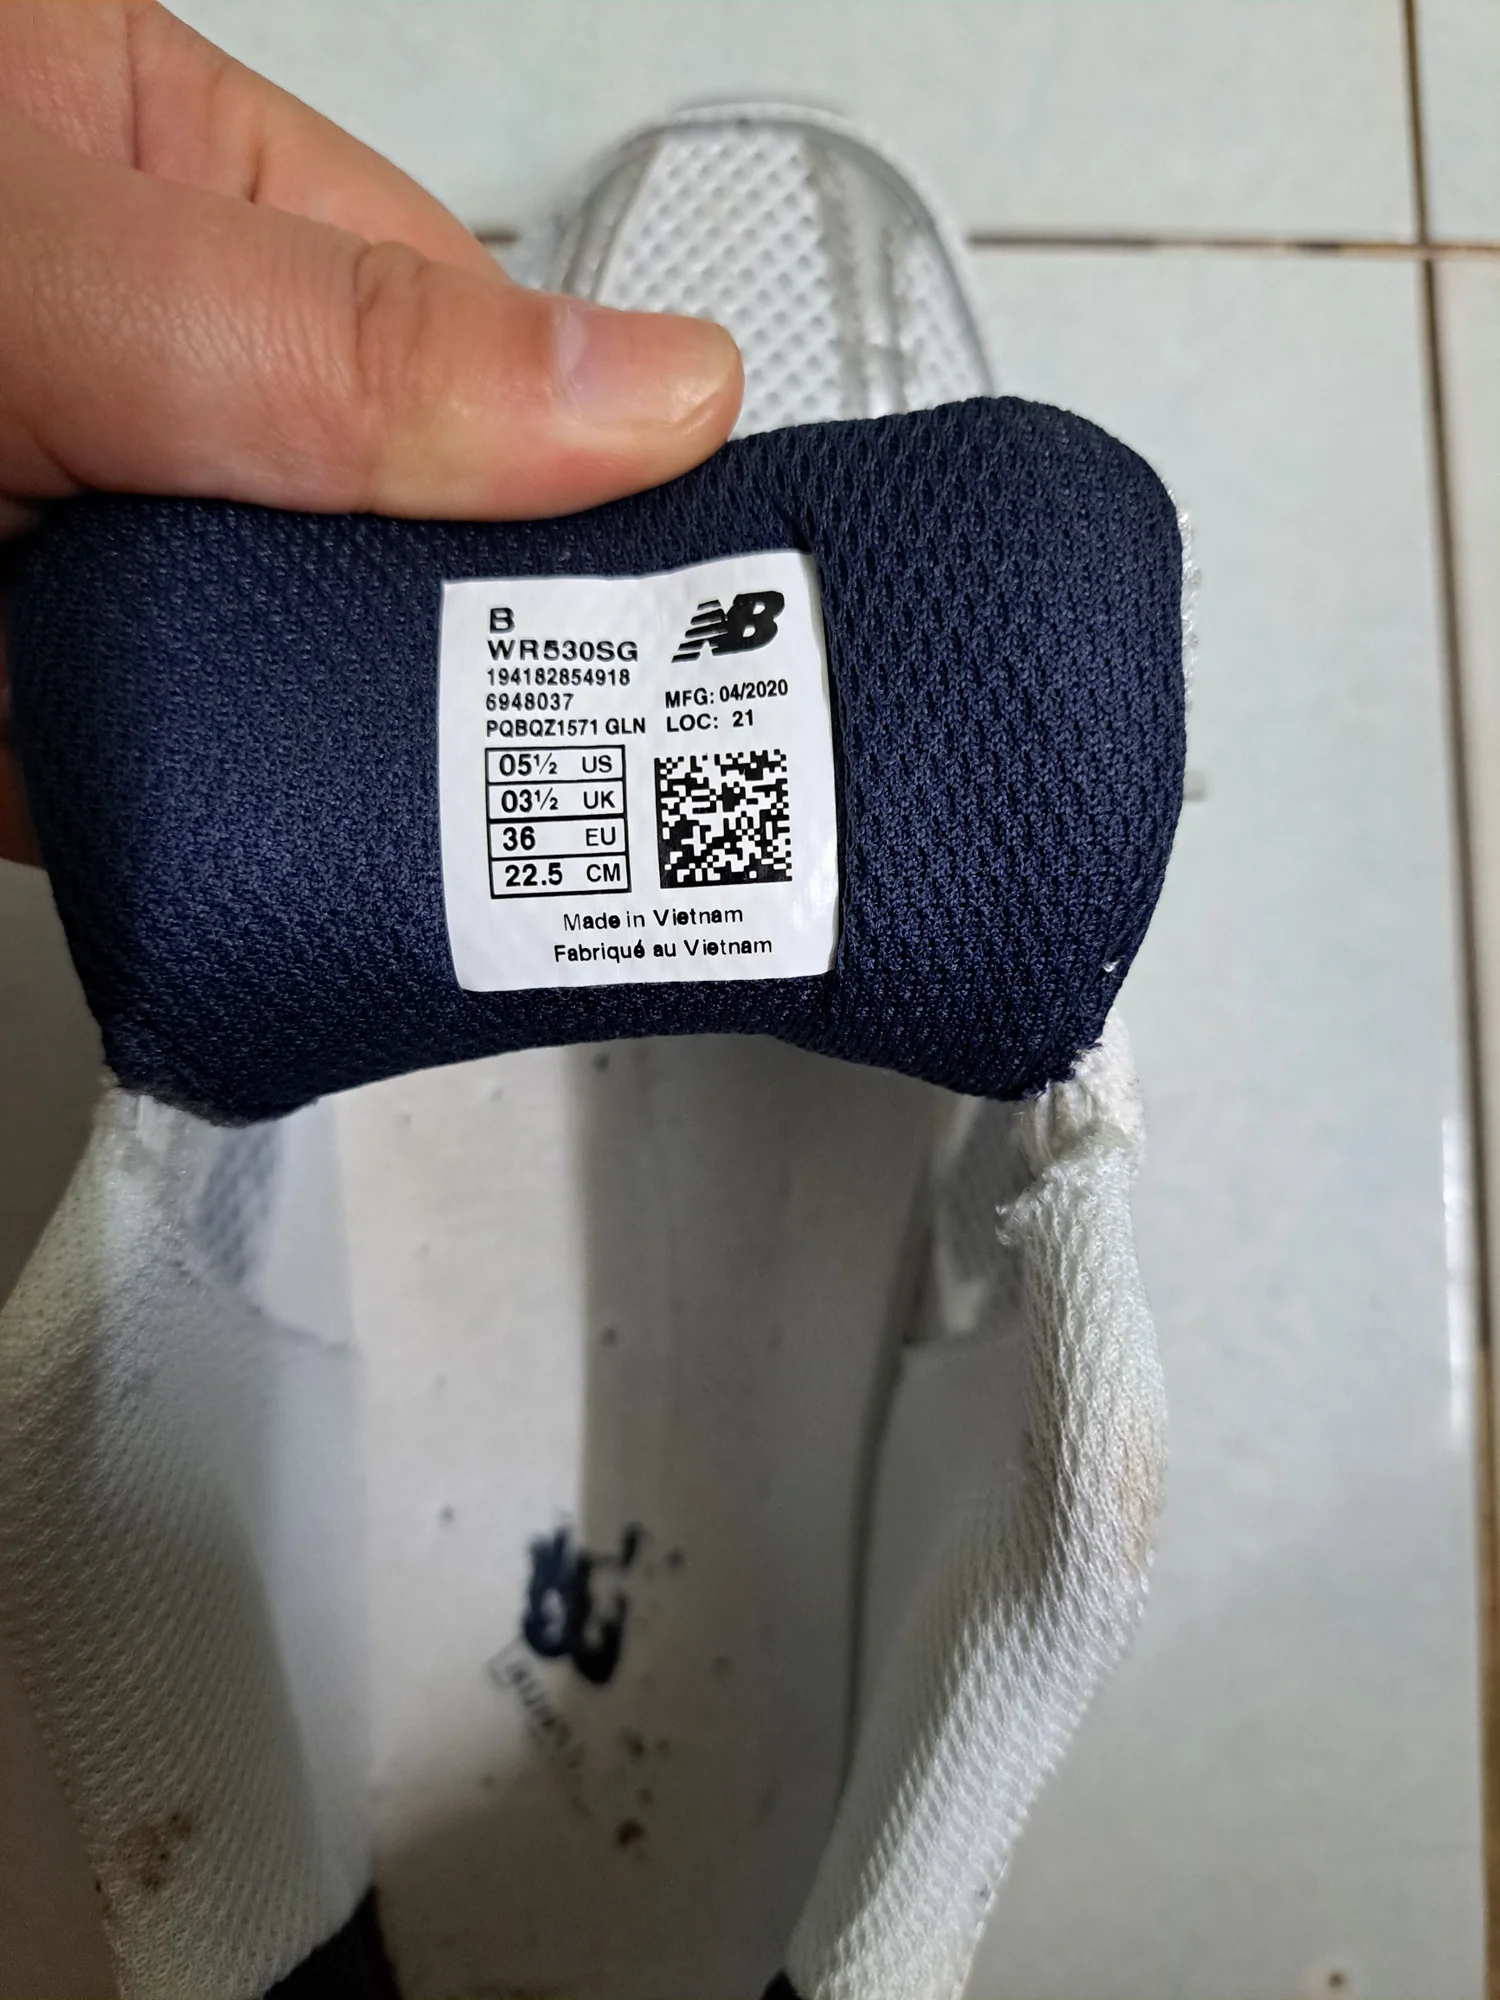 B
NB
WR530SG
194182854918
6948037
MFG: 04/2020
PQBQZ1571 GLN
LOC: 21
05½ US
03½ UK
36 EU
22.5 CM
Made in Vietnam
Fabriqué au Vietnam